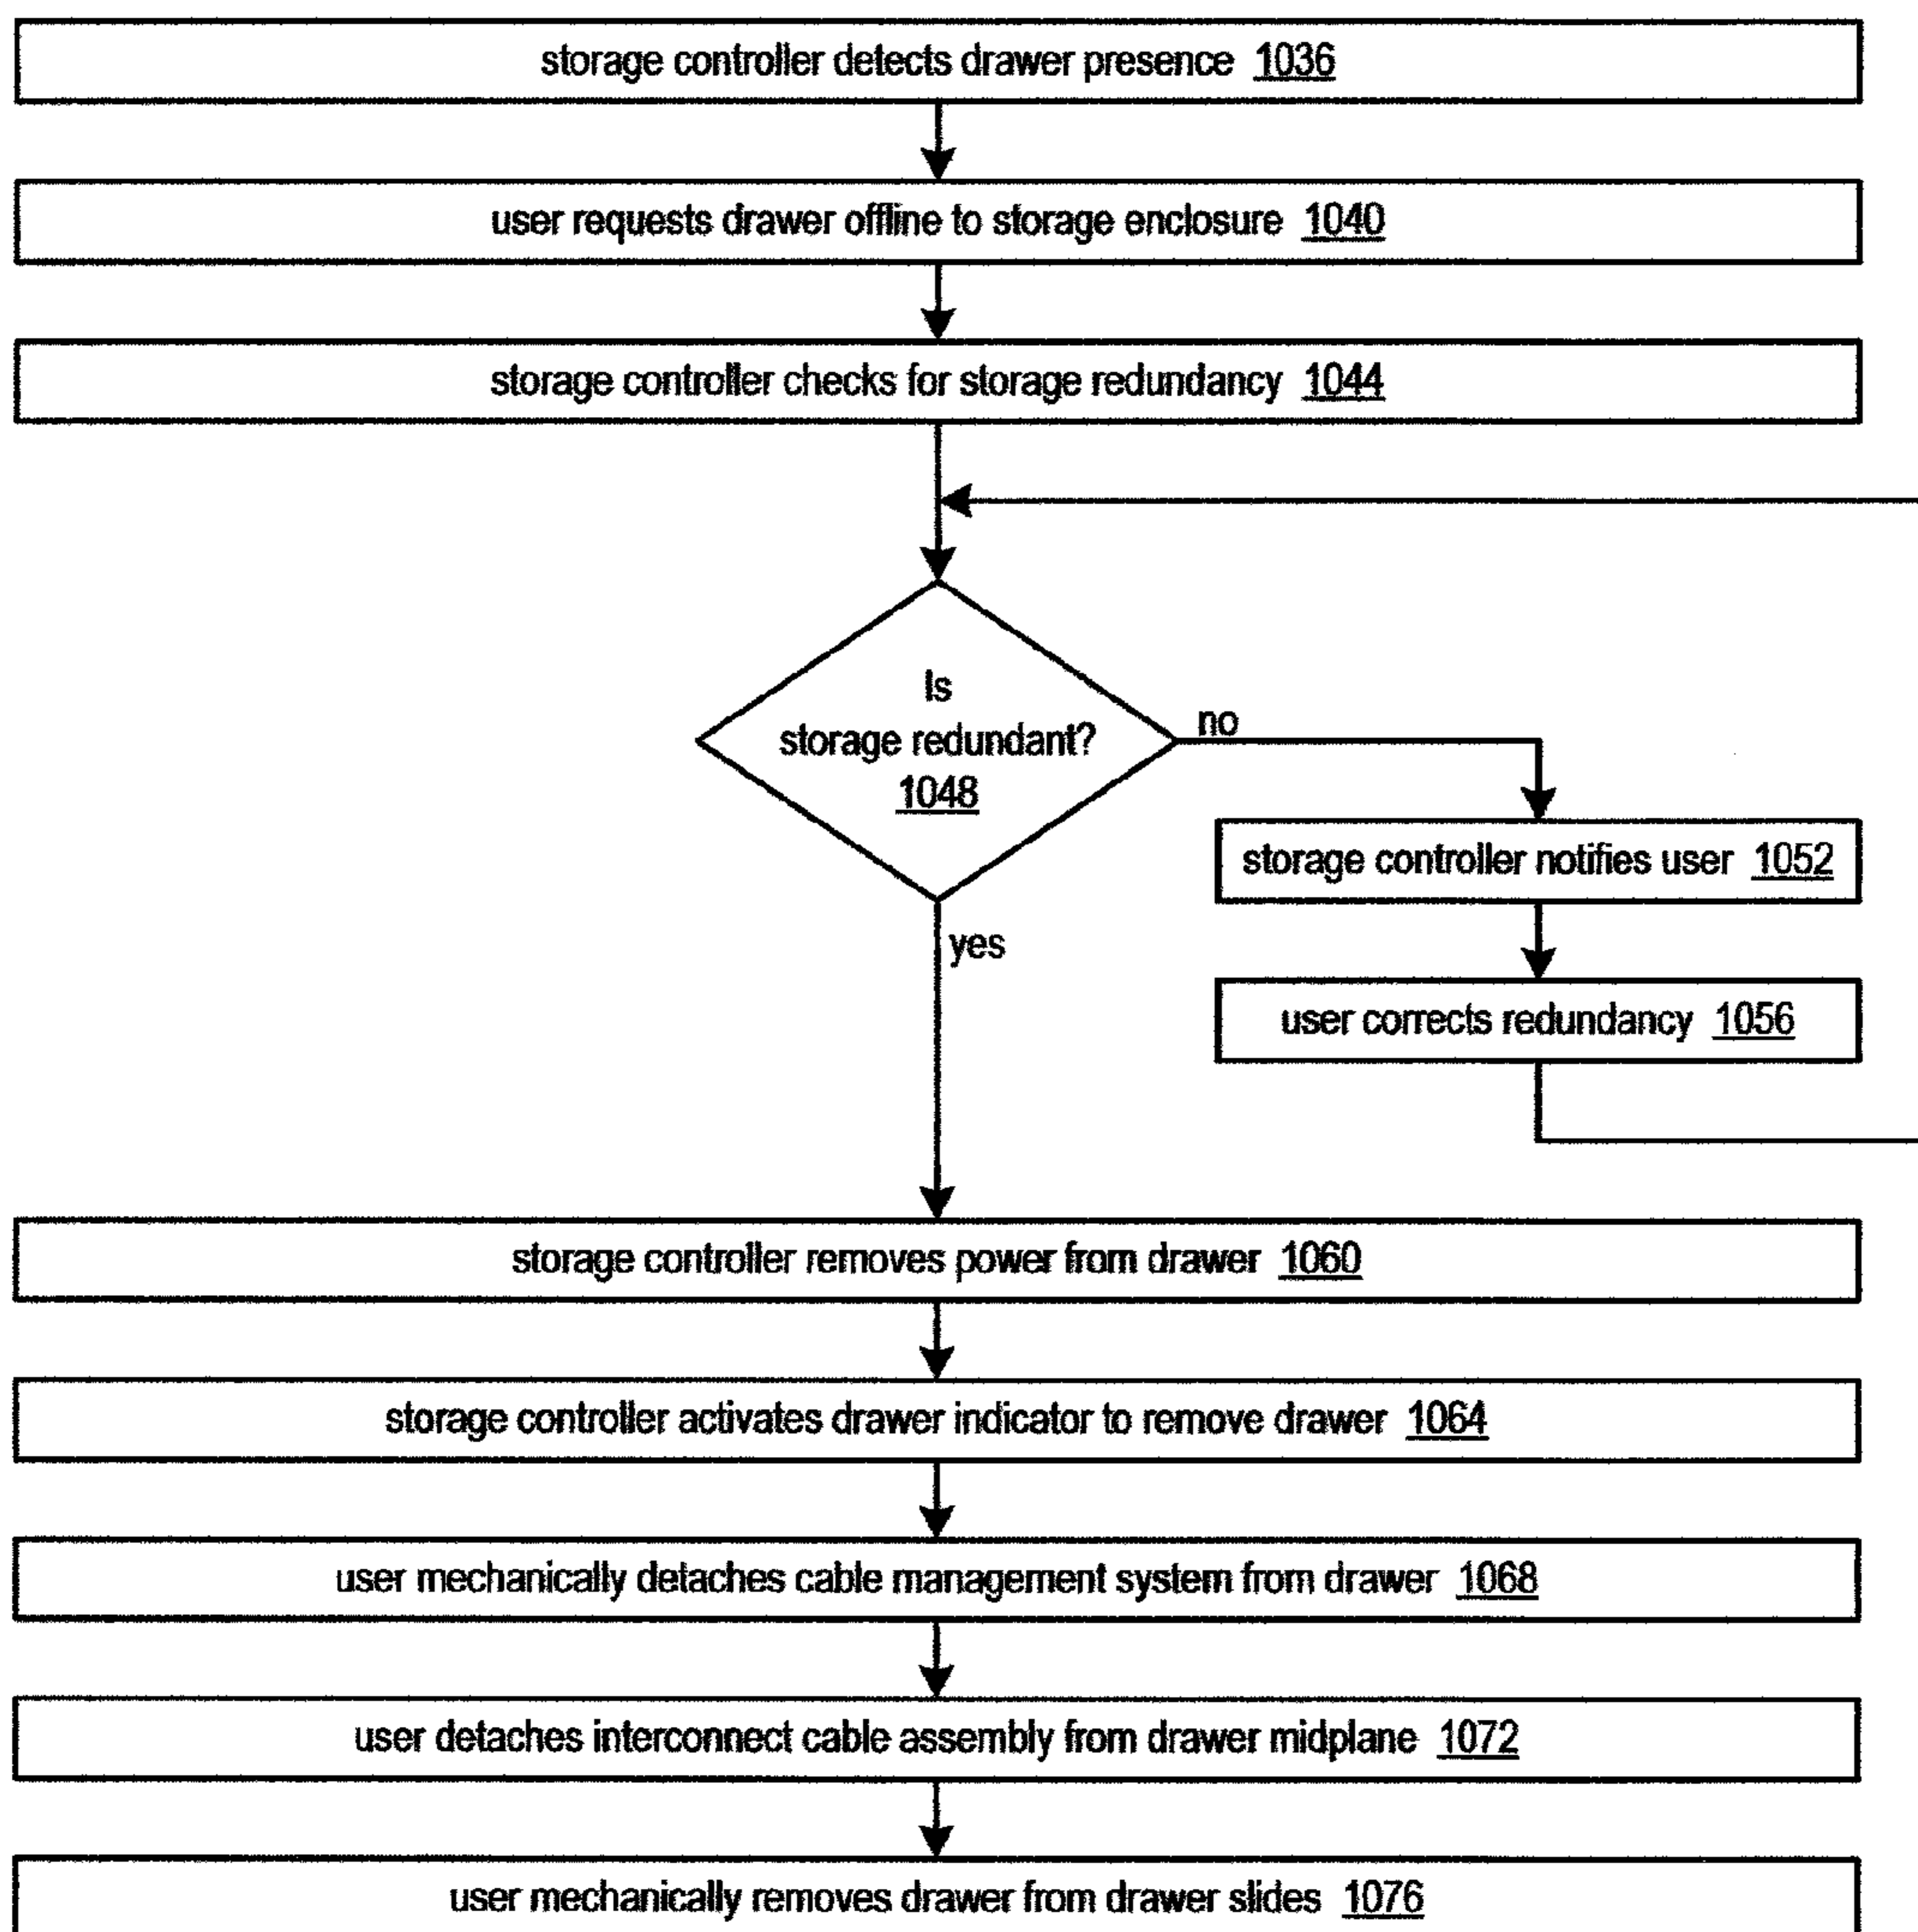 storage controller detects drawer presence 1036
user requests drawer offline to storage enclosure 1040
storage controller checks for storage redundancy 1044
Is
storage redundant?
1048
no
storage controller notifies user 1052
yes
user corrects redundancy 1056
storage controller removes power from drawer 1060
storage controller activates drawer indicator to remove drawer 1064
user mechanically detaches cable management system from drawer 1068
user detaches interconnect cable assembly from drawer midplane 1072
user mechanically removes drawer from drawer slides 1076